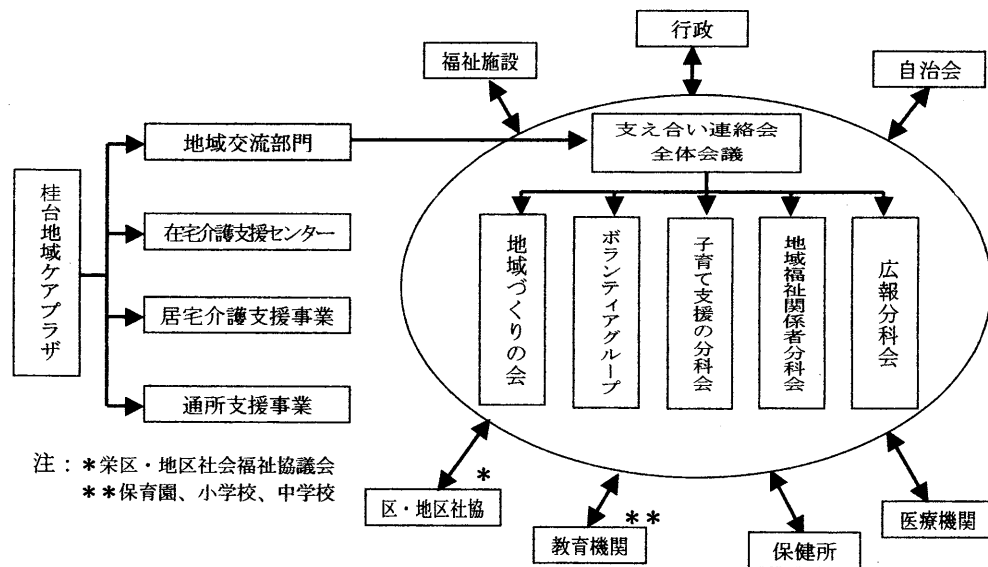 行政
福祉施設
自治会
地域交流部門
支え合い連絡会
全体会議
桂台地域ケアプラザ
在宅介護支援センター
居宅介護支援事業
通所支援事業
地域づくりの会
ボランティアグループ
子育て支援の分科会
地域福祉関係者分科会
広報分科会
注：*栄区・地区社会福祉協議会
**保育園、小学校、中学校
*
区・地区社協
**
教育機関
保健所
医療機関